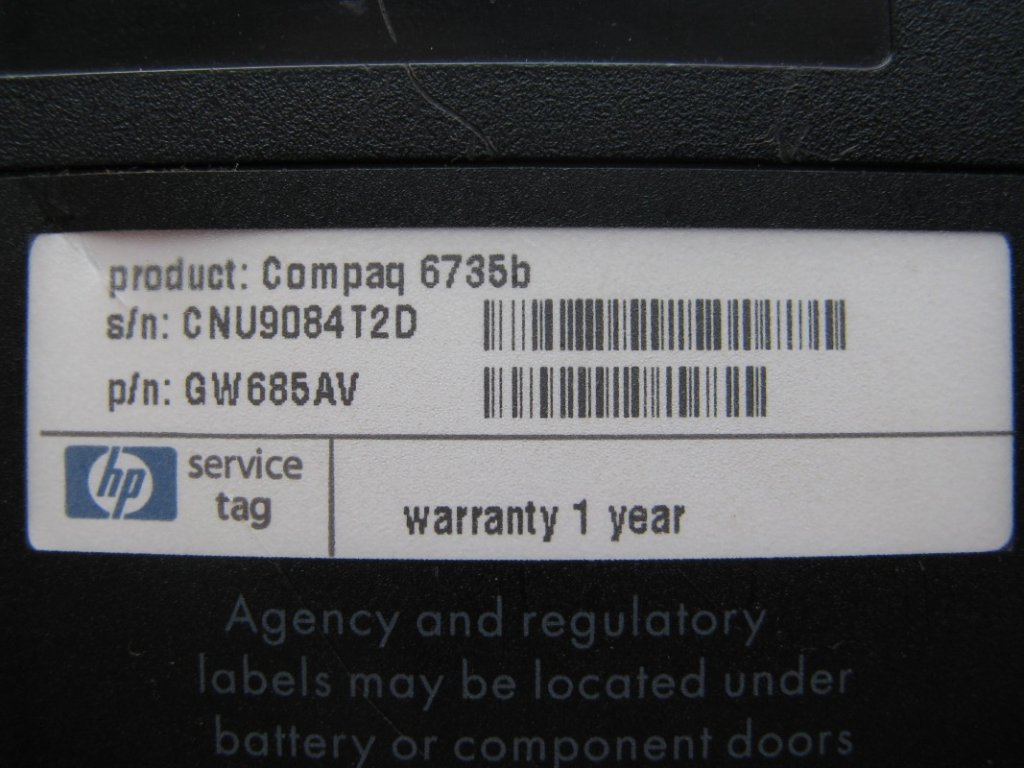 product: Compaq 6735b
s/n: CNU9084T2D
p/n: GW685AV
hp service
tag
warranty 1 year
Agency and regulatory
labels may be located under
battery or component doors